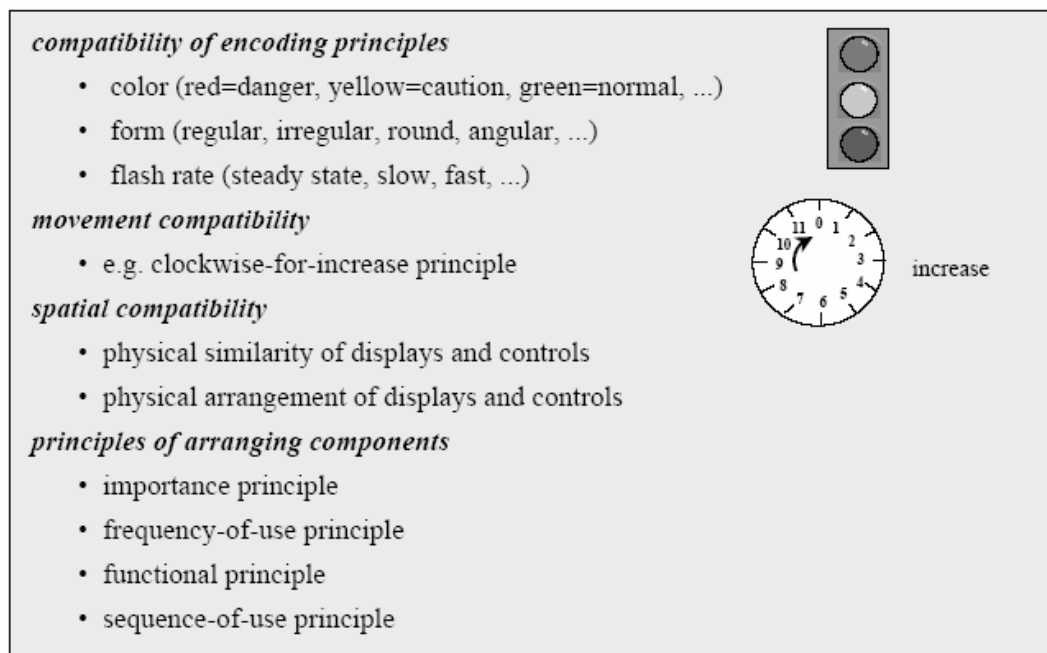 compatibility of encoding principles
• color (red=danger, yellow=caution, green=normal, ...)
• form (regular, irregular, round, angular, ...)
• flash rate (steady state, slow, fast, ...)
movement compatibility
• e.g. clockwise-for-increase principle
0
1
2
3
4
5
6
7
8
9
10
11
increase
spatial compatibility
• physical similarity of displays and controls
• physical arrangement of displays and controls
principles of arranging components
• importance principle
• frequency-of-use principle
• functional principle
• sequence-of-use principle